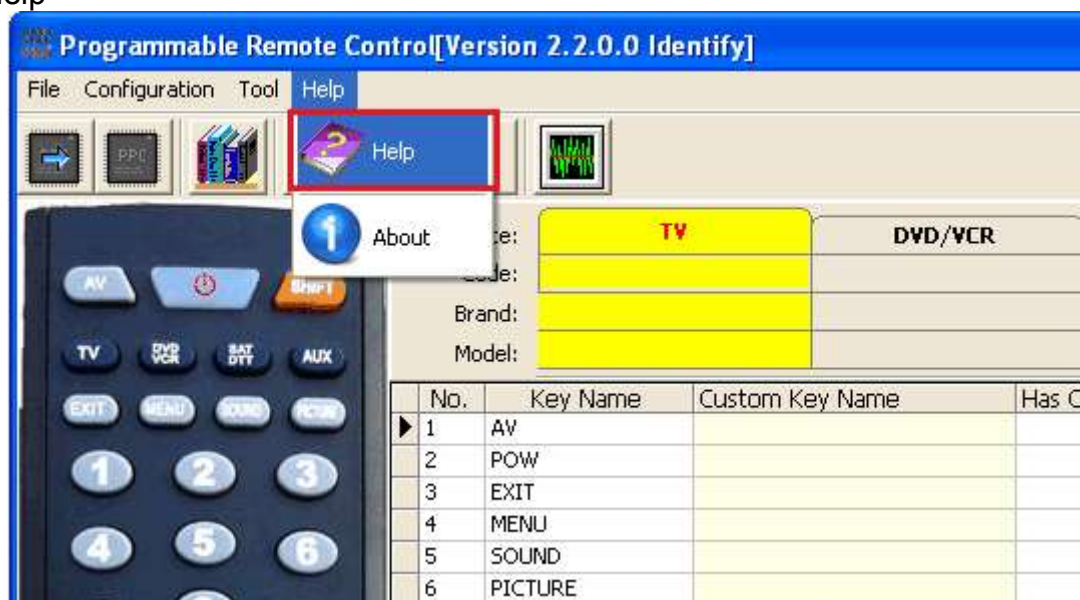 Help
Programmable Remote Control[Version 2.2.0.0 Identify]
File Configuration Tool Help
PPC
Help
About
TV
DVD/VCR
Brand:
Model:
AV
SHIFT
TV DVD VCR SAT DTT AUX
EXIT MENU SOUND PICTURE
1 2 3
4 5 6
No. Key Name Custom Key Name Has C
1 AV
2 POW
3 EXIT
4 MENU
5 SOUND
6 PICTURE